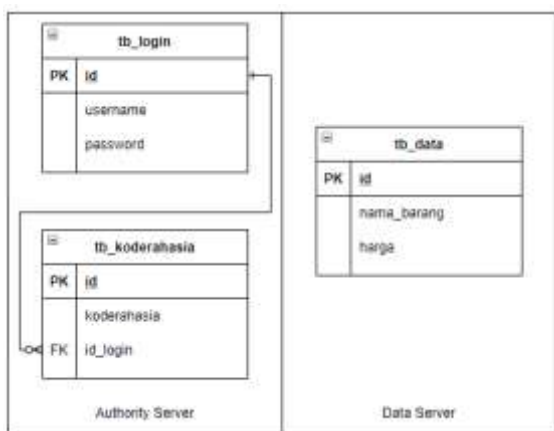 tb_login
PK id
username
password
tb_koderahasia
PK id
koderahasia
FK id_login
Authority Server
tb_data
PK id
nama_barang
harga
Data Server